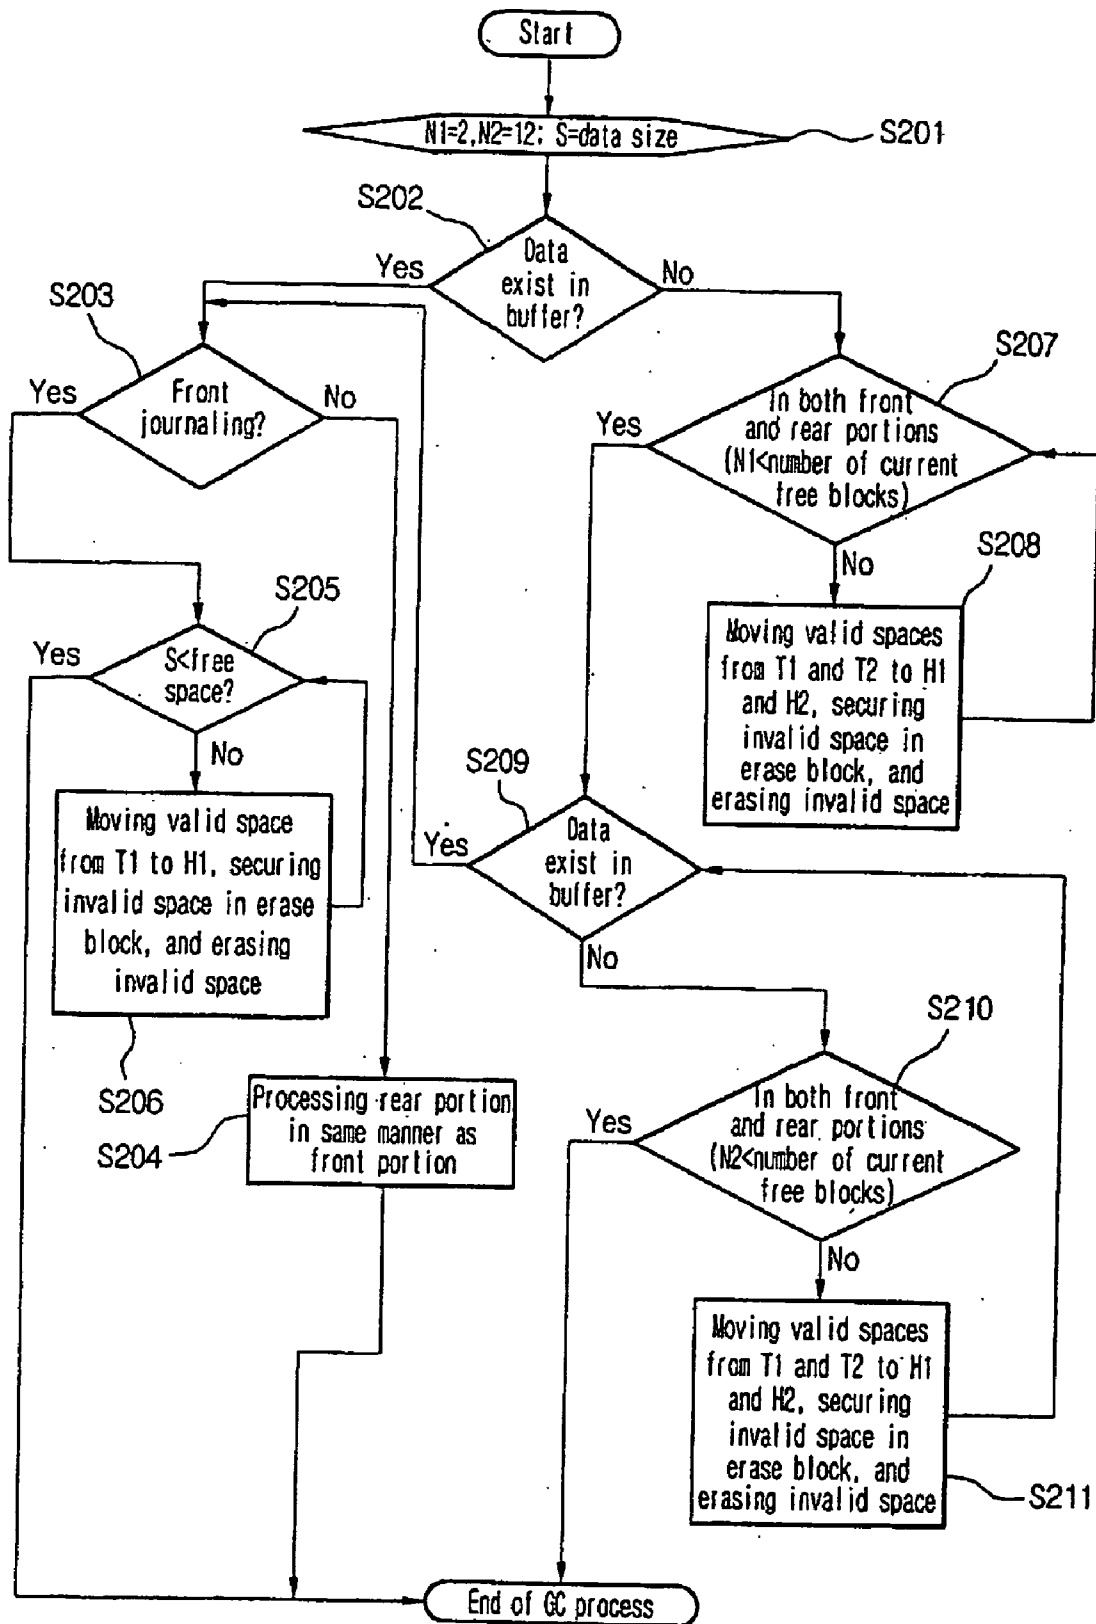 Start
N1=2,N2=12: S=data size
S201
S202
Data
exist in
buffer?
Yes
No
S203
Front
journaling?
Yes
No
S207
In both front
and rear portions
(N1<number of current
free blocks)
Yes
No
S208
Moving valid spaces
from T1 and T2 to H1
and H2, securing
invalid space in
erase block, and
erasing invalid space
S205
S<free
space?
Yes
No
Moving valid space
from T1 to H1, securing
invalid space in erase
block, and erasing
invalid space
S206
S209
Data
exist in
buffer?
Yes
No
Processing rear portion
in same manner as
front portion
S204
S210
In both front
and rear portions
(N2<number of current
free blocks)
Yes
No
Moving valid spaces
from T1 and T2 to H1
and H2, securing
invalid space in
erase block, and
erasing invalid space
S211
End of GC process